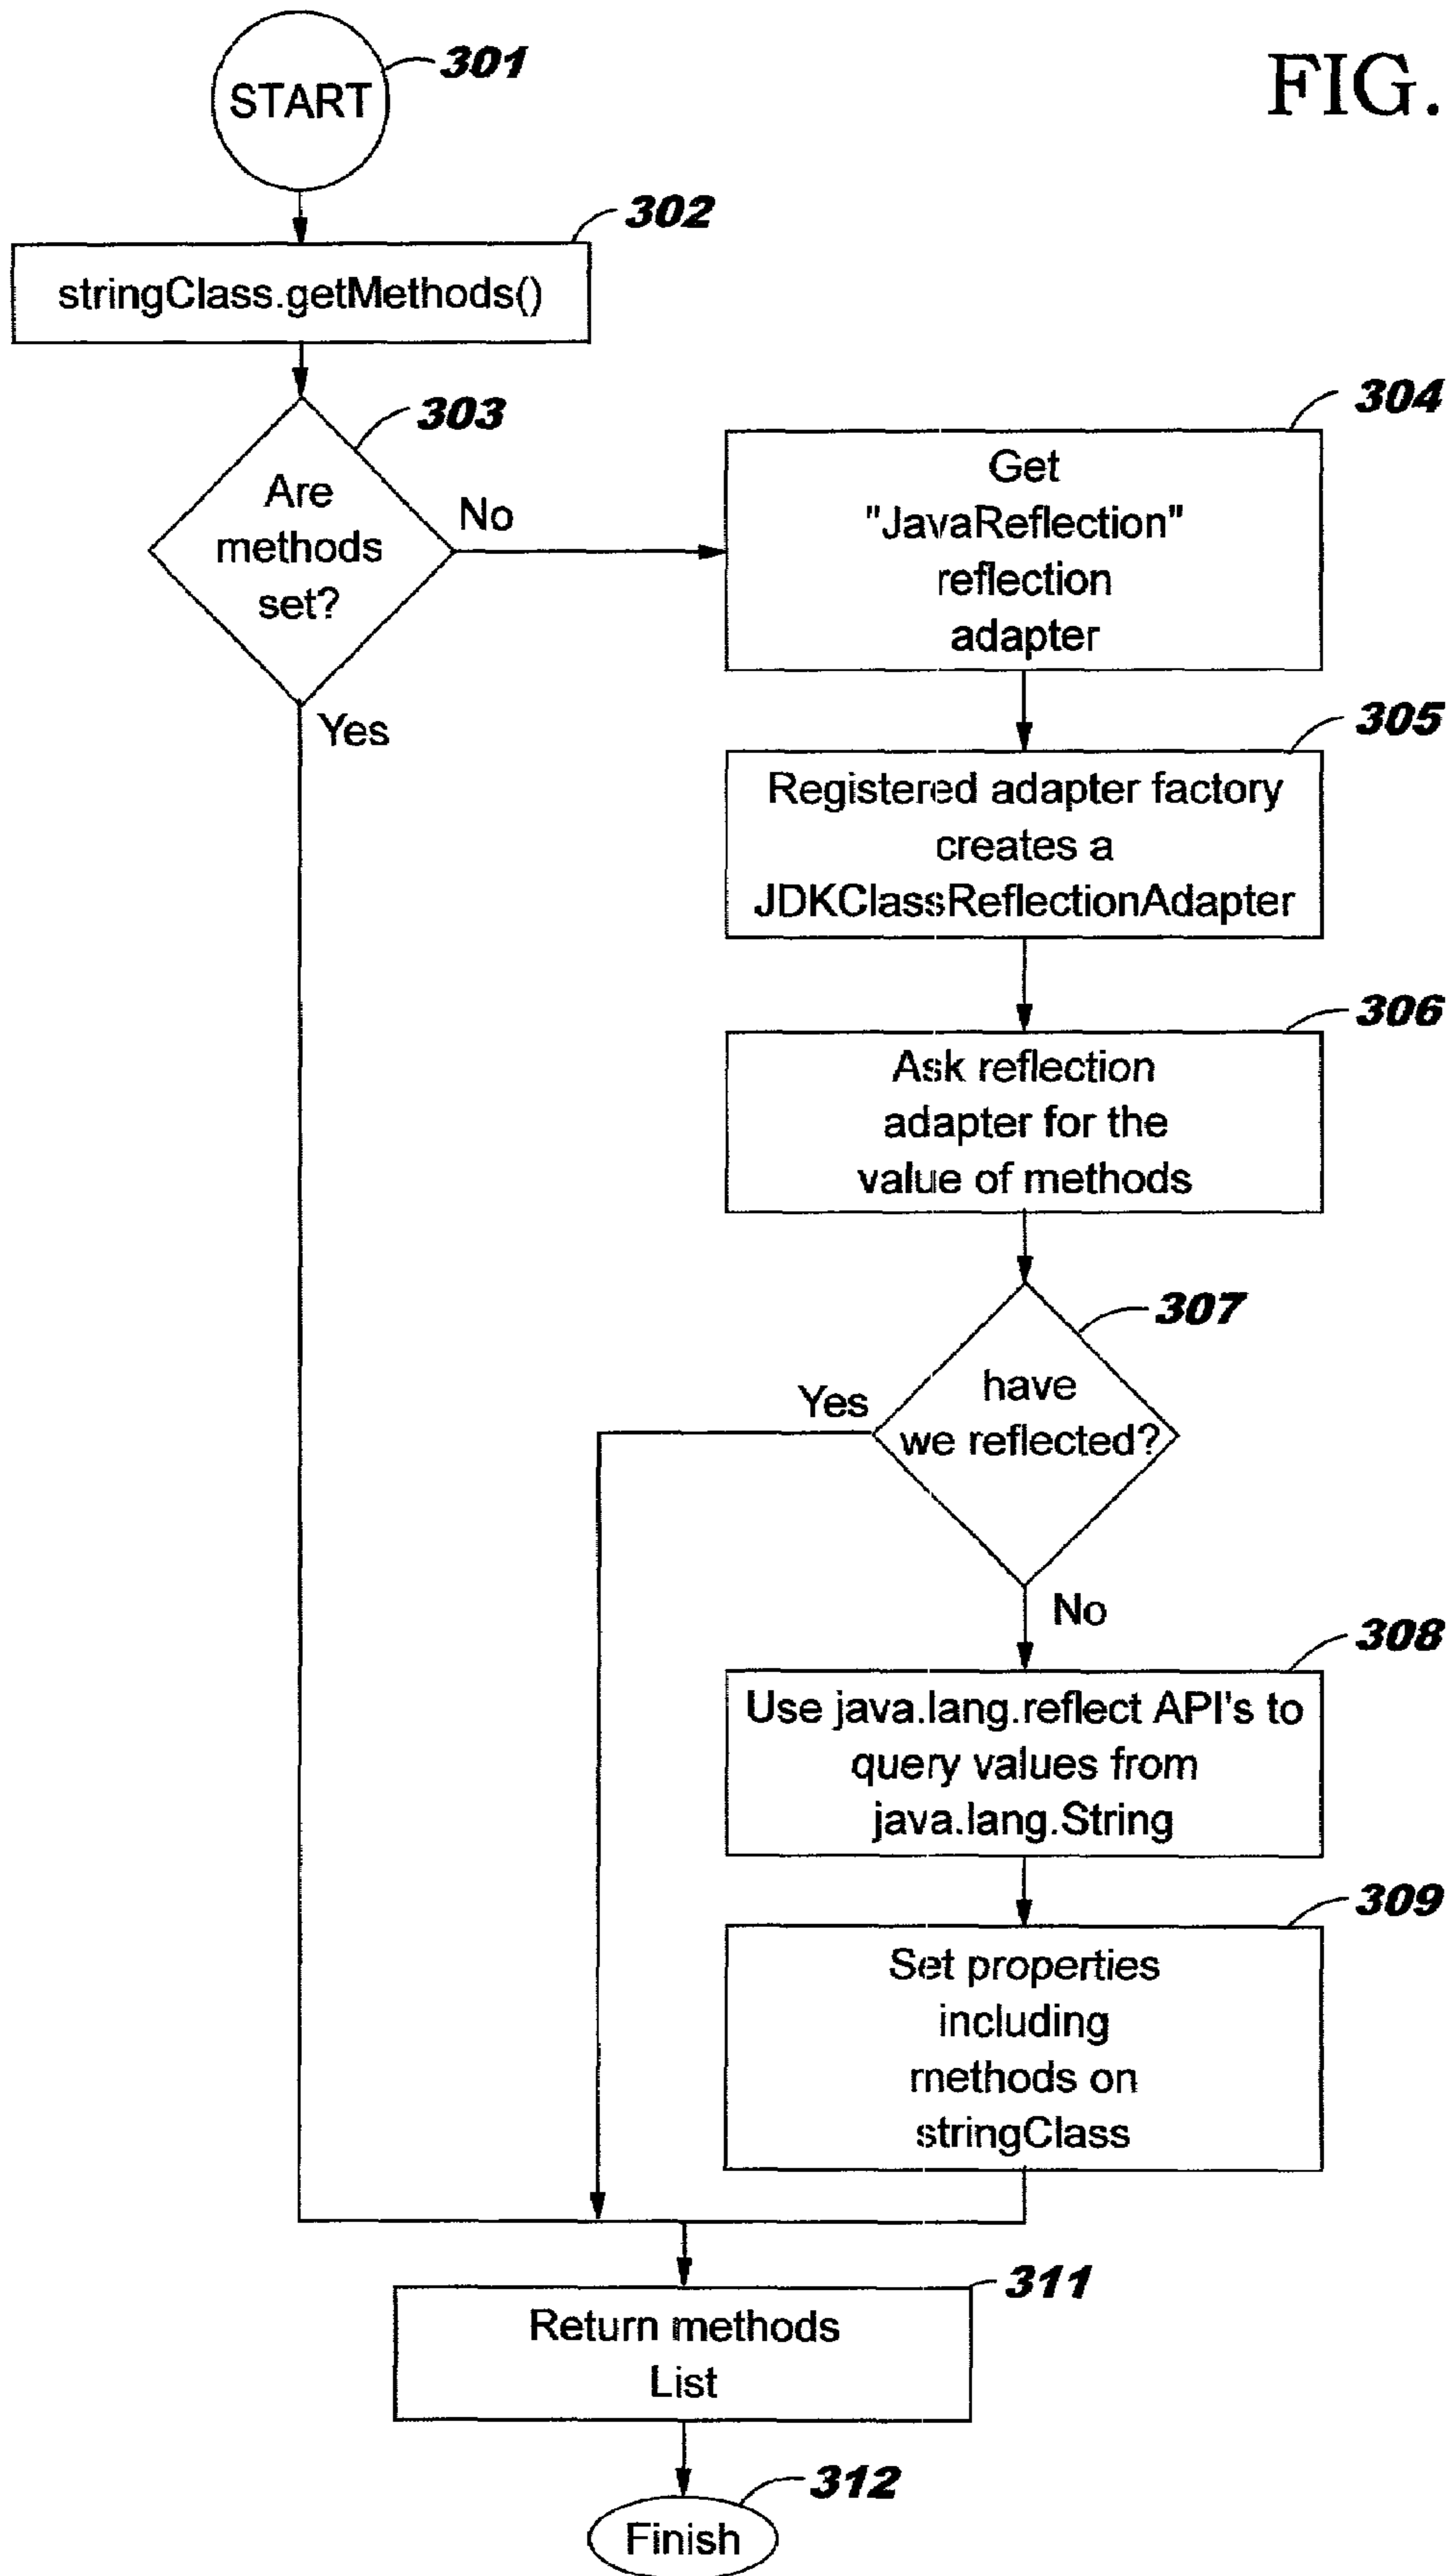 FIG.
301
START
302
stringClass.getMethods()
303
Are
methods
set?
No
Yes
304
Get
"JavaReflection"
reflection
adapter
305
Registered adapter factory
creates a
JDKClassReflectionAdapter
306
Ask reflection
adapter for the
value of methods
307
have
we reflected?
Yes
No
308
Use java.lang.reflect API's to
query values from
java.lang.String
309
Set properties
including
methods on
stringClass
311
Return methods
List
312
Finish